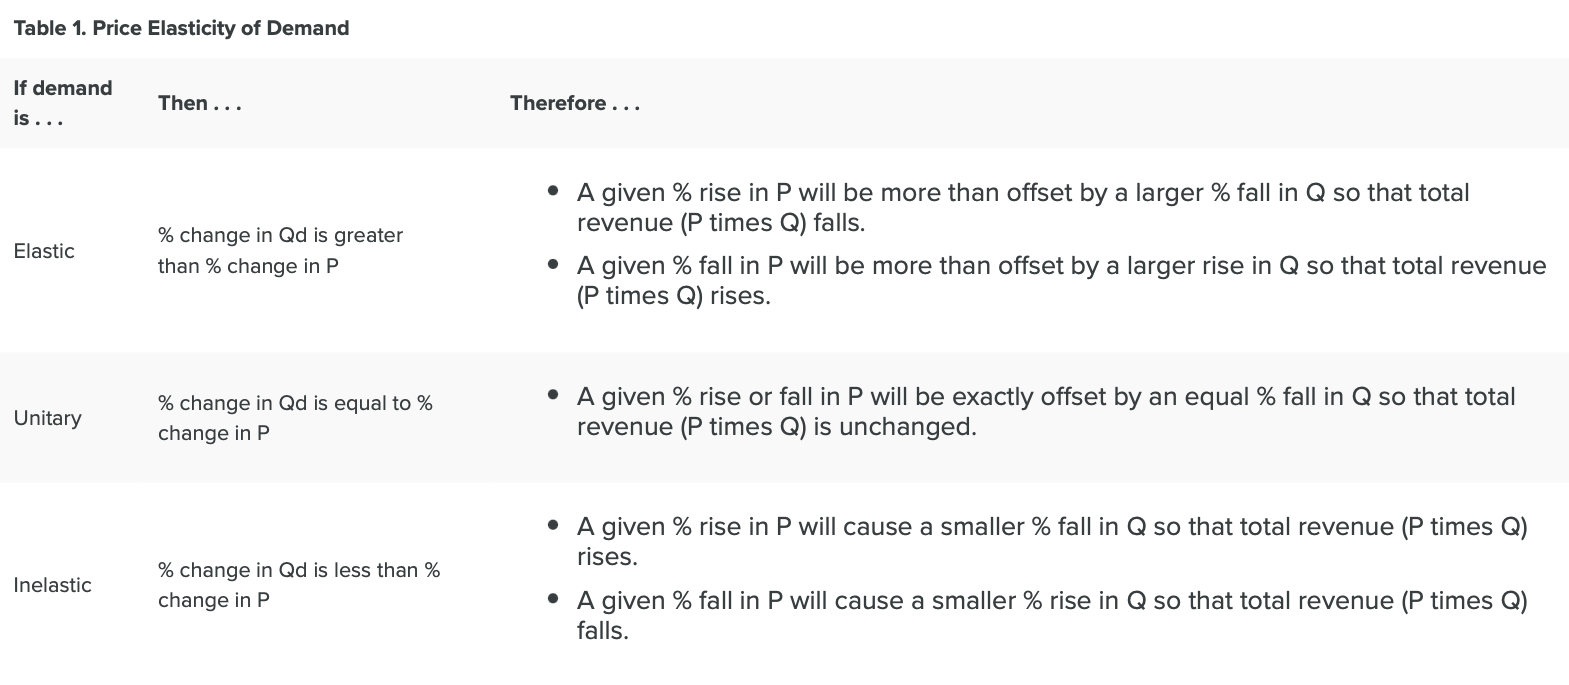 Table 1. Price Elasticity of Demand
If demand
is . . .
Then . . .
Therefore . . .
Elastic
% change in Qd is greater
than % change in P
• A given % rise in P will be more than offset by a larger % fall in Q so that total
revenue (P times Q) falls.
• A given % fall in P will be more than offset by a larger rise in Q so that total revenue
(P times Q) rises.
Unitary
% change in Qd is equal to %
change in P
• A given % rise or fall in P will be exactly offset by an equal % fall in Q so that total
revenue (P times Q) is unchanged.
Inelastic
% change in Qd is less than %
change in P
• A given % rise in P will cause a smaller % fall in Q so that total revenue (P times Q)
rises.
• A given % fall in P will cause a smaller % rise in Q so that total revenue (P times Q)
falls.